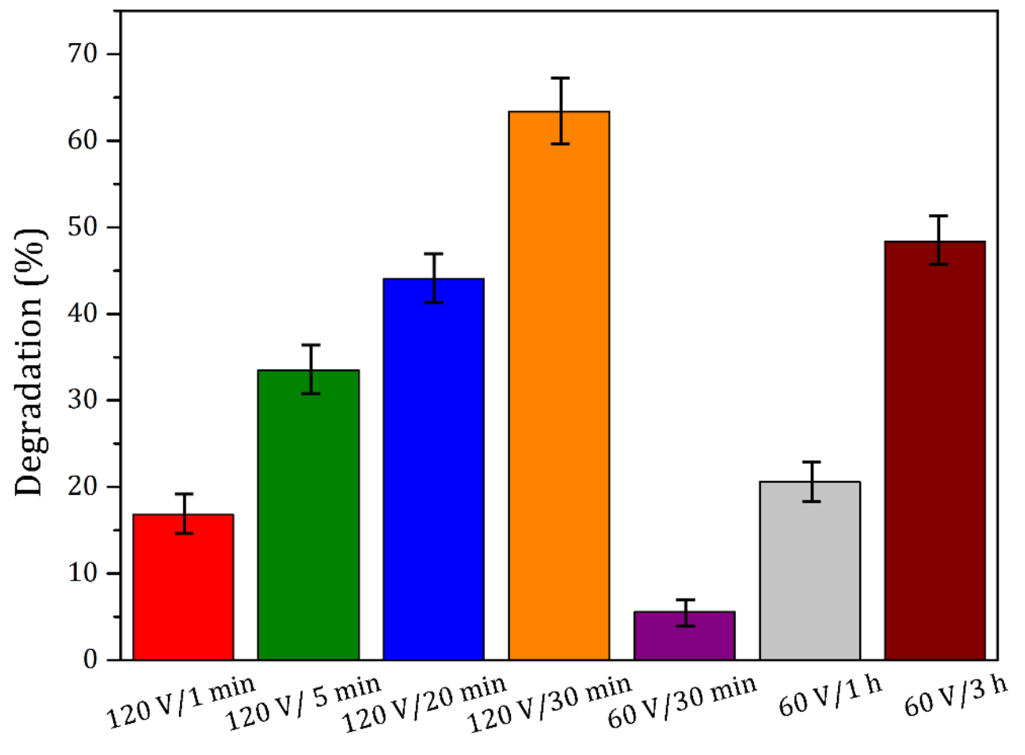 Degradation (%)
70
60
50
40
30
20
10
0
120 V/1 min
120 V/ 5 min
120 V/20 min
120 V/30 min
60 V/30 min
60 V/1 h
60 V/3 h